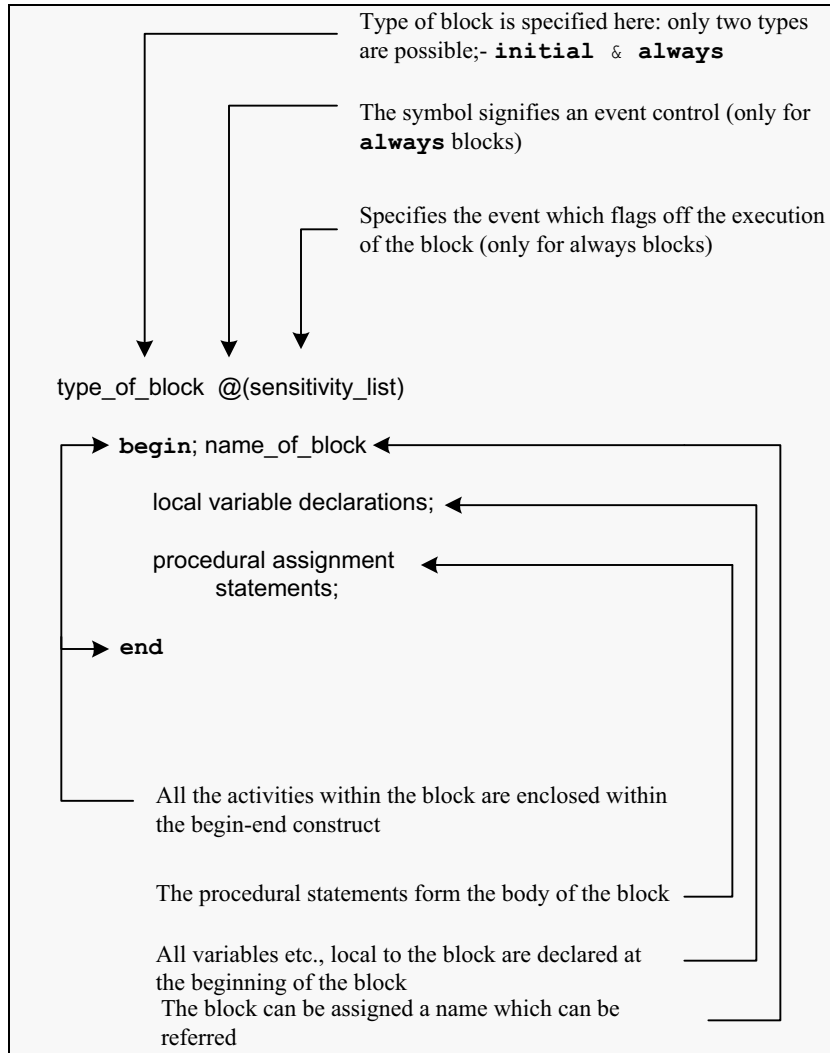 Type of block is specified here: only two types
are possible;- initial & always
The symbol signifies an event control (only for
always blocks)
Specifies the event which flags off the execution
of the block (only for always blocks)
type_of_block @(sensitivity_list)
begin; name_of_block
local variable declarations;
procedural assignment
statements;
end
All the activities within the block are enclosed within
the begin-end construct
The procedural statements form the body of the block
All variables etc., local to the block are declared at
the beginning of the block
The block can be assigned a name which can be
referred